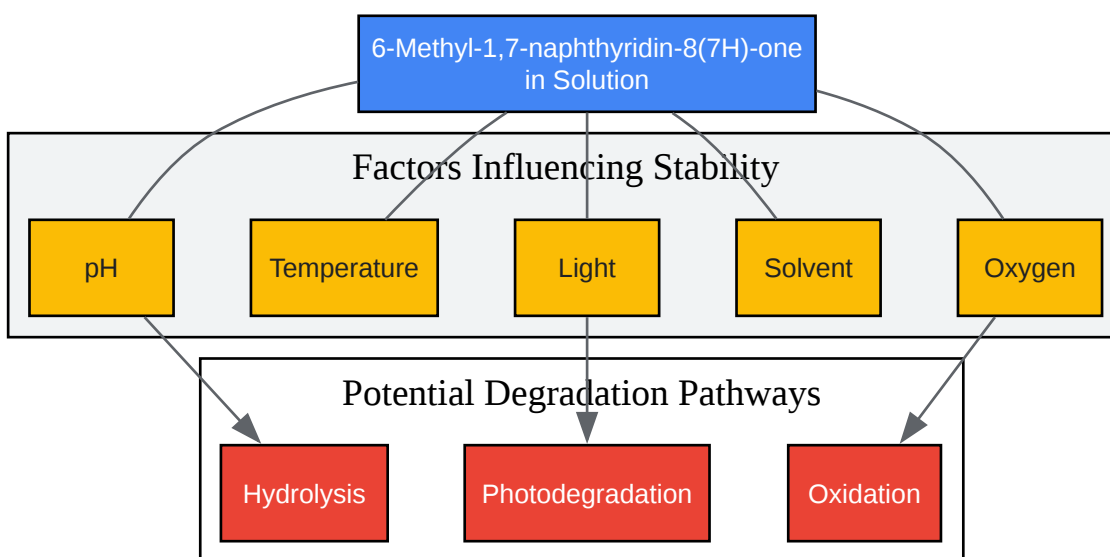 6-Methyl-1,7-naphthyridin-8(7H)-one
in Solution
Factors Influencing Stability
pH
Temperature
Light
Solvent
Oxygen
Potential Degradation Pathways
Hydrolysis
Photodegradation
Oxidation